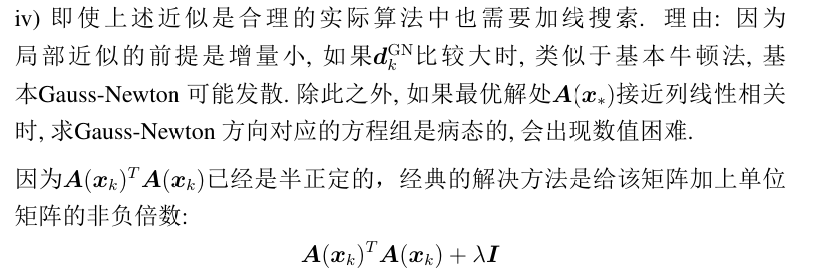 iv) 即使上述近似是合理的实际算法中也需要加线搜索. 理由: 因为
局部近似的前提是增量小, 如果$\boldsymbol{d}_k^{\mathrm{GN}}$比较大时, 类似于基本牛顿法, 基
本Gauss-Newton 可能发散. 除此之外, 如果最优解处$\boldsymbol{A}(\boldsymbol{x}_*)$接近列线性相关
时, 求Gauss-Newton 方向对应的方程组是病态的, 会出现数值困难.
因为$\boldsymbol{A}(\boldsymbol{x}_k)^T\boldsymbol{A}(\boldsymbol{x}_k)$已经是半正定的，经典的解决方法是给该矩阵加上单位
矩阵的非负倍数:
$\boldsymbol{A}(\boldsymbol{x}_k)^T\boldsymbol{A}(\boldsymbol{x}_k) + \lambda\boldsymbol{I}$